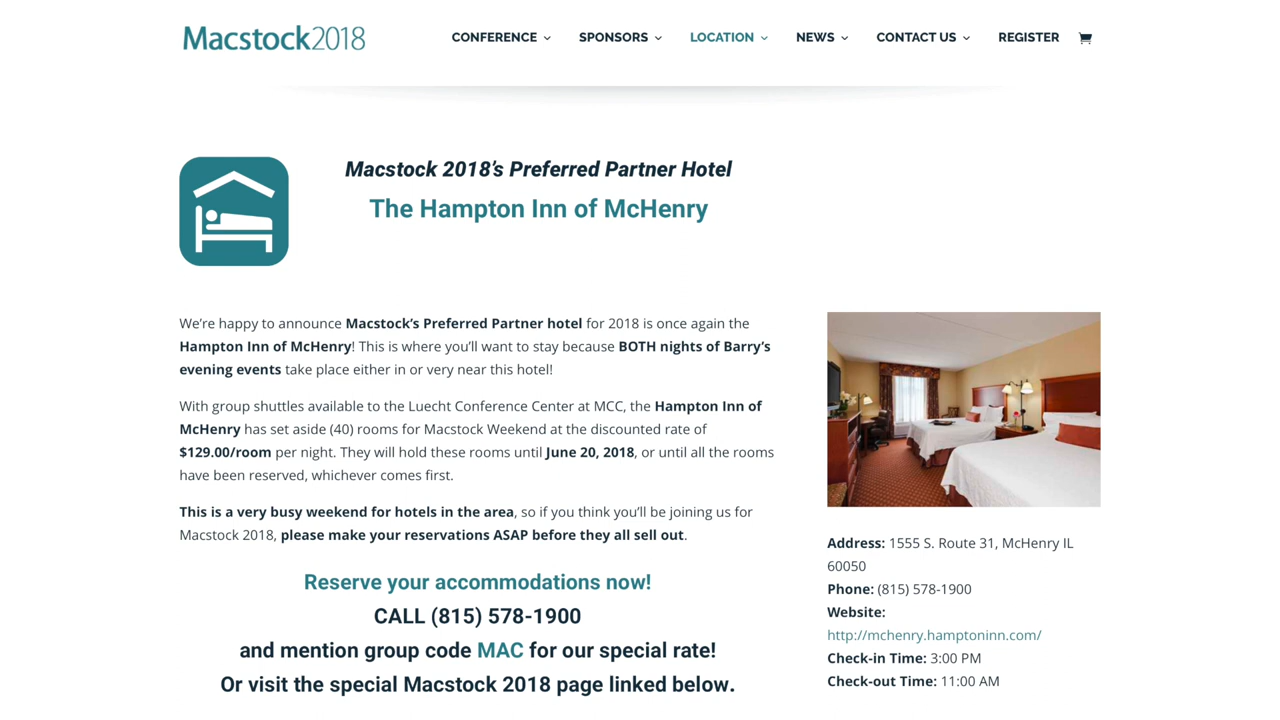 Macstock2018
CONFERENCE
SPONSORS
LOCATION
NEWS
CONTACT US
REGISTER
Macstock 2018’s Preferred Partner Hotel
The Hampton Inn of McHenry
We’re happy to announce Macstock’s Preferred Partner hotel for 2018 is once again the
Hampton Inn of McHenry! This is where you’ll want to stay because BOTH nights of Barry’s
evening events take place either in or very near this hotel!
With group shuttles available to the Luecht Conference Center at MCC, the Hampton Inn of
McHenry has set aside (40) rooms for Macstock Weekend at the discounted rate of
$129.00/room per night. They will hold these rooms until June 20, 2018, or until all the rooms
have been reserved, whichever comes first.
This is a very busy weekend for hotels in the area, so if you think you’ll be joining us for
Macstock 2018, please make your reservations ASAP before they all sell out.
Reserve your accommodations now!
CALL (815) 578-1900
and mention group code MAC for our special rate!
Or visit the special Macstock 2018 page linked below.
Address: 1555 S. Route 31, McHenry IL
60050
Phone: (815) 578-1900
Website:
http://mchenry.hamptoninn.com/
Check-in Time: 3:00 PM
Check-out Time: 11:00 AM